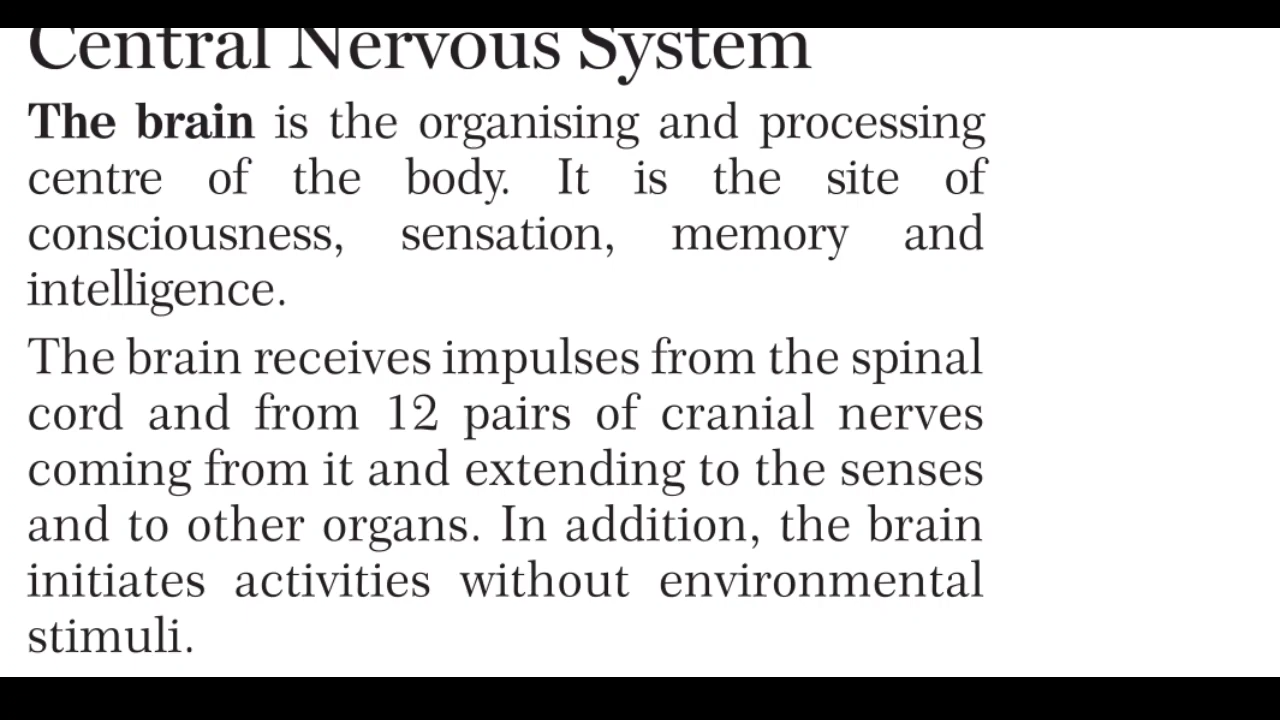 Central Nervous System
The brain is the organising and processing
centre of the body. It is the site of
consciousness, sensation, memory and
intelligence.
The brain receives impulses from the spinal
cord and from 12 pairs of cranial nerves
coming from it and extending to the senses
and to other organs. In addition, the brain
initiates activities without environmental
stimuli.